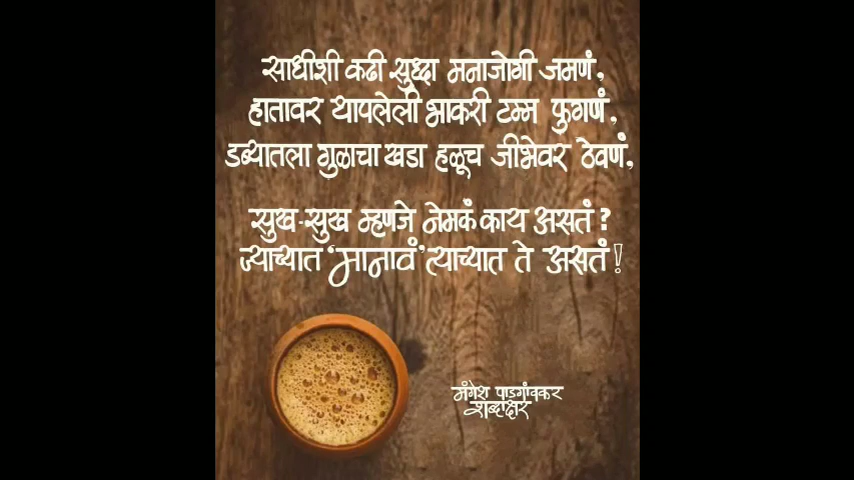 साधीशी कढी सुद्धा मनाजोगी जमणं,
हातावर थापलेली भाकरी टम्म फुगणं,
डब्यातला गुळाचा खडा हळूच जीभेवर ठेवणं,
सुख-सुख म्हणजे नेमकं काय असतं ?
ज्याच्यात 'मानावं' त्याच्यात ते असतं !
मंगेश पाडगांवकर
शब्दाक्षर